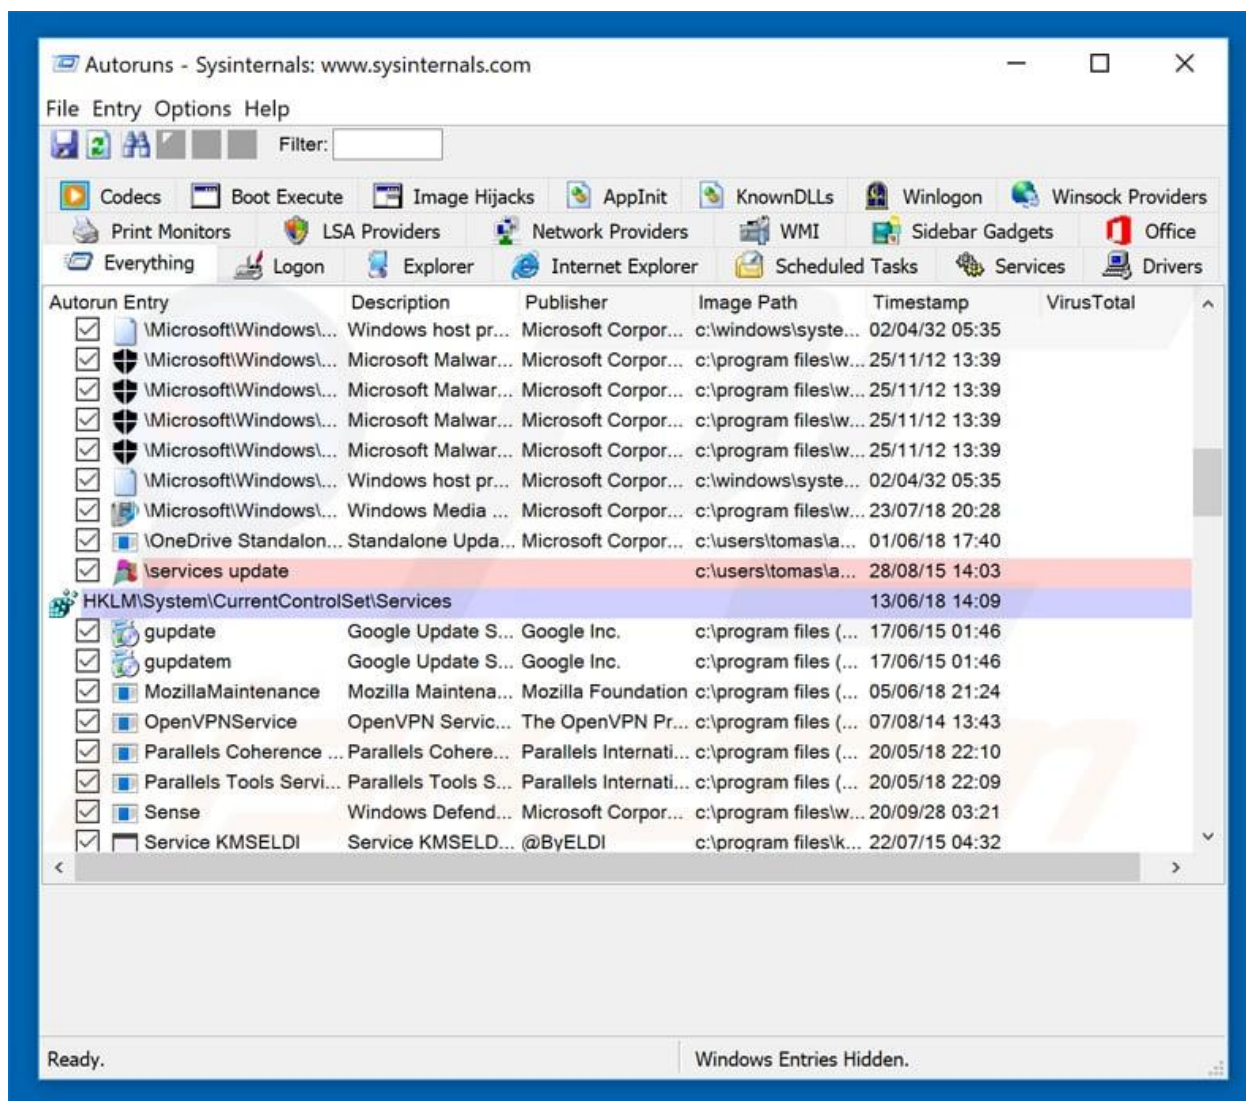 Autoruns - Sysinternals: www.sysinternals.com
File Entry Options Help
Filter:
Codecs Boot Execute Image Hijacks AppInit KnownDLLs Winlogon Winsock Providers
Print Monitors LSA Providers Network Providers WMI Sidebar Gadgets Office
Everything Logon Explorer Internet Explorer Scheduled Tasks Services Drivers
Autorun Entry Description Publisher Image Path Timestamp VirusTotal
\Microsoft\Windows\... Windows host pr... Microsoft Corpor... c:\windows\syste... 02/04/32 05:35
\Microsoft\Windows\... Microsoft Malwar... Microsoft Corpor... c:\program files\w... 25/11/12 13:39
\Microsoft\Windows\... Microsoft Malwar... Microsoft Corpor... c:\program files\w... 25/11/12 13:39
\Microsoft\Windows\... Microsoft Malwar... Microsoft Corpor... c:\program files\w... 25/11/12 13:39
\Microsoft\Windows\... Microsoft Malwar... Microsoft Corpor... c:\program files\w... 25/11/12 13:39
\Microsoft\Windows\... Windows host pr... Microsoft Corpor... c:\windows\syste... 02/04/32 05:35
\Microsoft\Windows\... Windows Media ... Microsoft Corpor... c:\program files\w... 23/07/18 20:28
\OneDrive Standalon... Standalone Upda... Microsoft Corpor... c:\users\tomas\a... 01/06/18 17:40
\services update c:\users\tomas\a... 28/08/15 14:03
HKLM\System\CurrentControlSet\Services 13/06/18 14:09
gupdate Google Update S... Google Inc. c:\program files (... 17/06/15 01:46
gupdatem Google Update S... Google Inc. c:\program files (... 17/06/15 01:46
MozillaMaintenance Mozilla Maintena... Mozilla Foundation c:\program files (... 05/06/18 21:24
OpenVPNService OpenVPN Servic... The OpenVPN Pr... c:\program files (... 07/08/14 13:43
Parallels Coherence ... Parallels Cohere... Parallels Internati... c:\program files (... 20/05/18 22:10
Parallels Tools Servi... Parallels Tools S... Parallels Internati... c:\program files (... 20/05/18 22:09
Sense Windows Defend... Microsoft Corpor... c:\program files\w... 20/09/28 03:21
Service KMSELDI Service KMSELD... @ByELDI c:\program files\k... 22/07/15 04:32
Ready. Windows Entries Hidden.